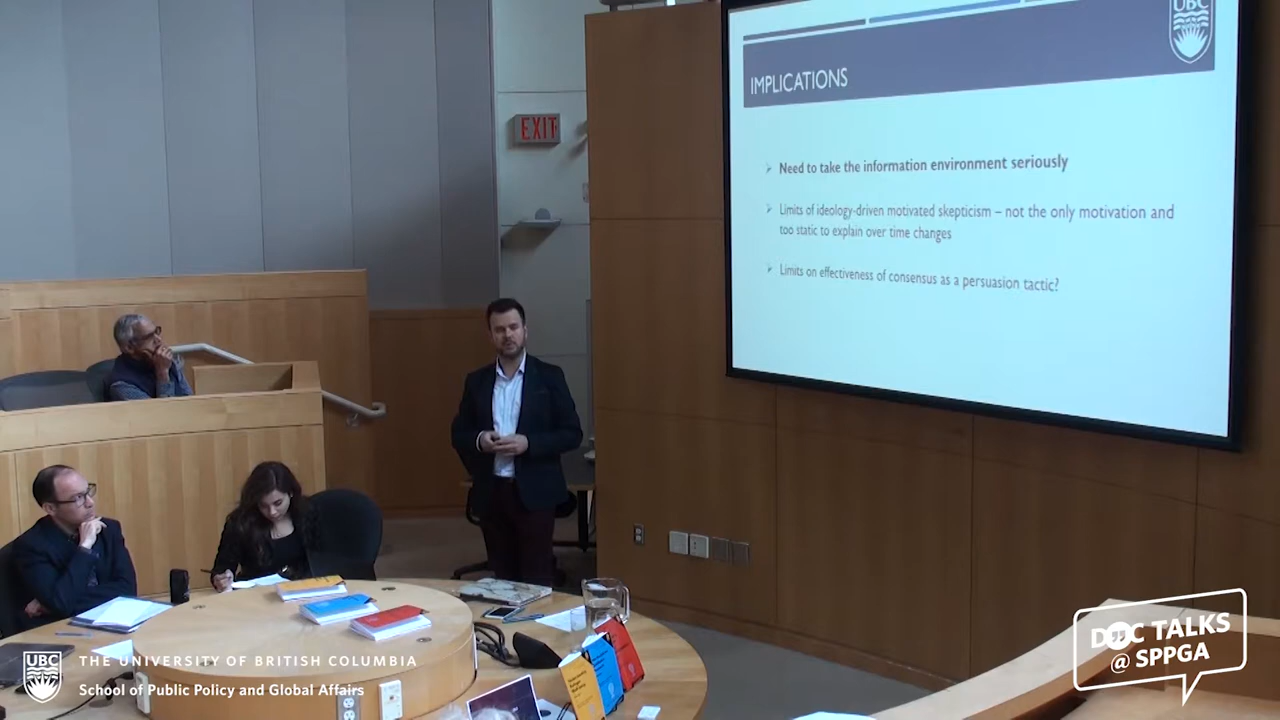 UBC
IMPLICATIONS
EXIT
Need to take the information environment seriously
Limits of ideology-driven motivated skepticism – not the only motivation and
too static to explain over time changes
Limits on effectiveness of consensus as a persuasion tactic?
DOC TALKS
@ SPPGA
UBC
THE UNIVERSITY OF BRITISH COLUMBIA
School of Public Policy and Global Affairs